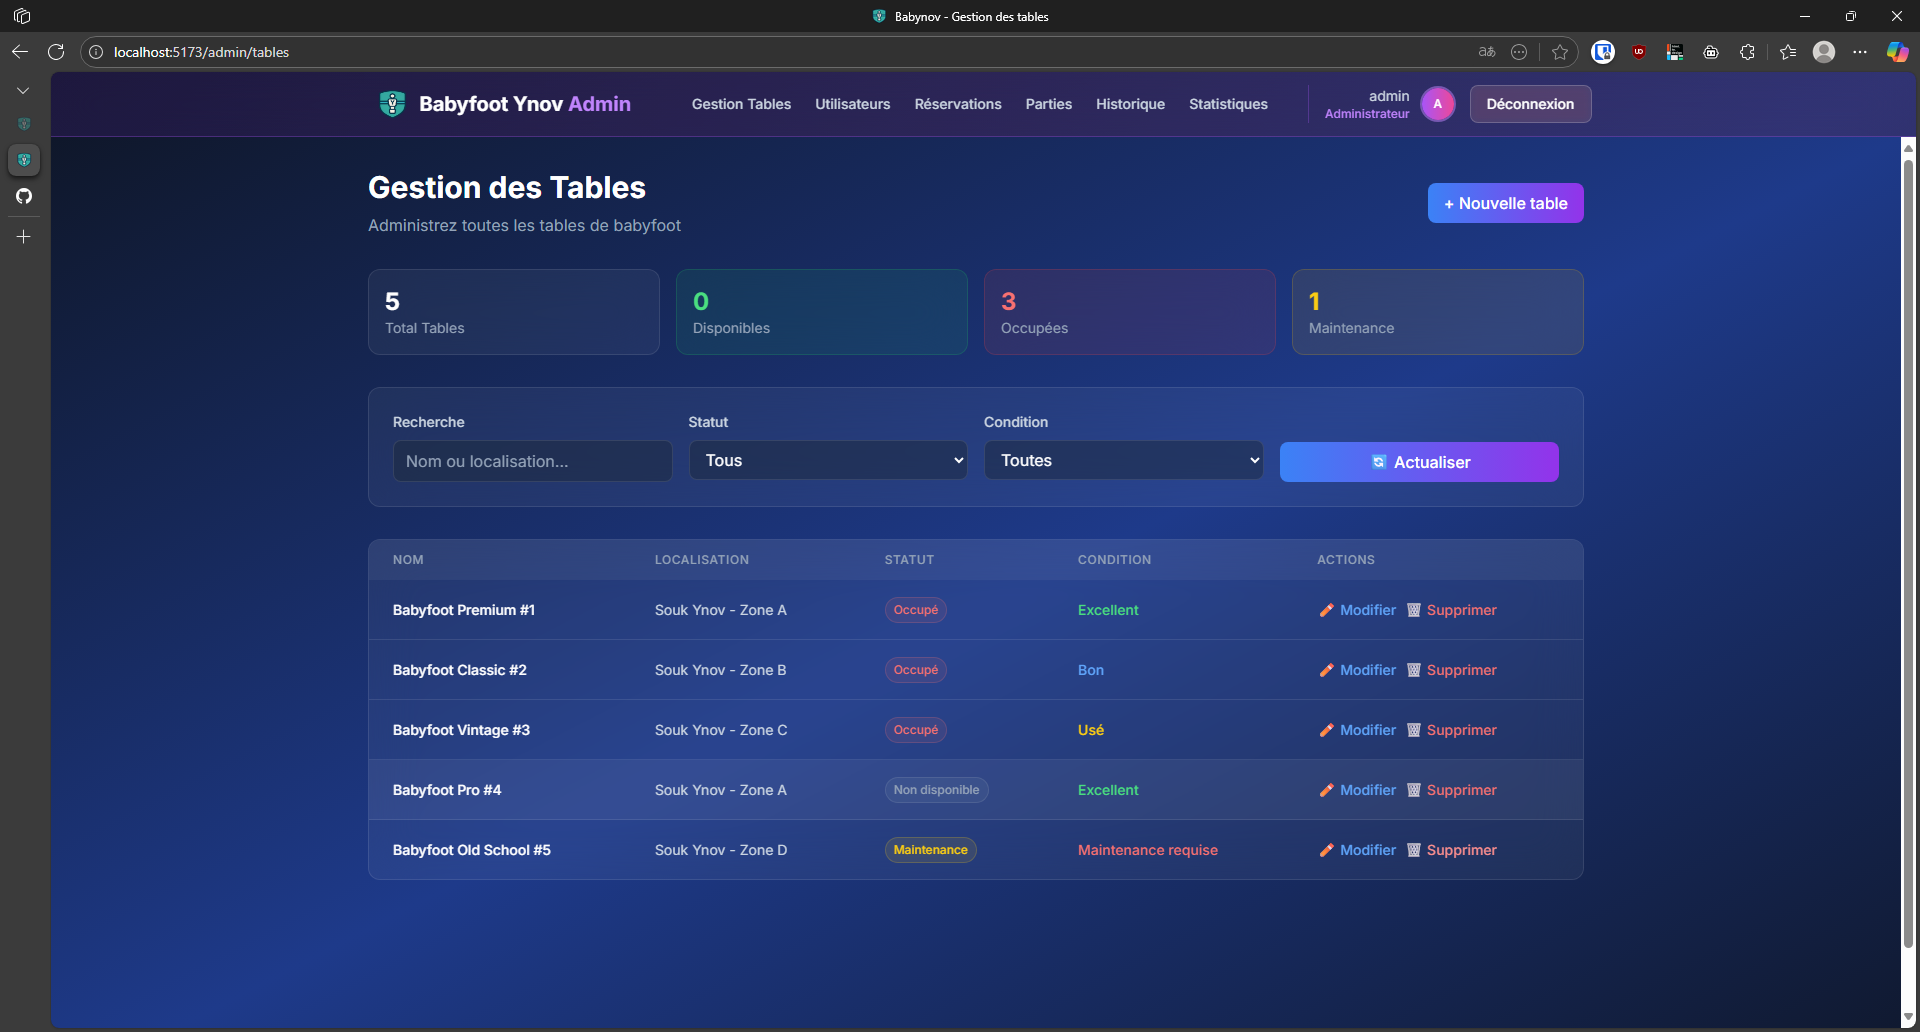 Babynov - Gestion des tables
localhost:5173/admin/tables
Babyfoot Ynov Admin
Gestion Tables
Utilisateurs
Réservations
Parties
Historique
Statistiques
admin
Administrateur
A
Déconnexion
Gestion des Tables
Administrez toutes les tables de babyfoot
+ Nouvelle table
5
Total Tables
0
Disponibles
3
Occupées
1
Maintenance
Recherche
Nom ou localisation...
Statut
Tous
Condition
Toutes
Actualiser
NOM LOCALISATION STATUT CONDITION ACTIONS
Babyfoot Premium #1 Souk Ynov - Zone A Occupé Excellent Modifier Supprimer
Babyfoot Classic #2 Souk Ynov - Zone B Occupé Bon Modifier Supprimer
Babyfoot Vintage #3 Souk Ynov - Zone C Occupé Usé Modifier Supprimer
Babyfoot Pro #4 Souk Ynov - Zone A Non disponible Excellent Modifier Supprimer
Babyfoot Old School #5 Souk Ynov - Zone D Maintenance Maintenance requise Modifier Supprimer